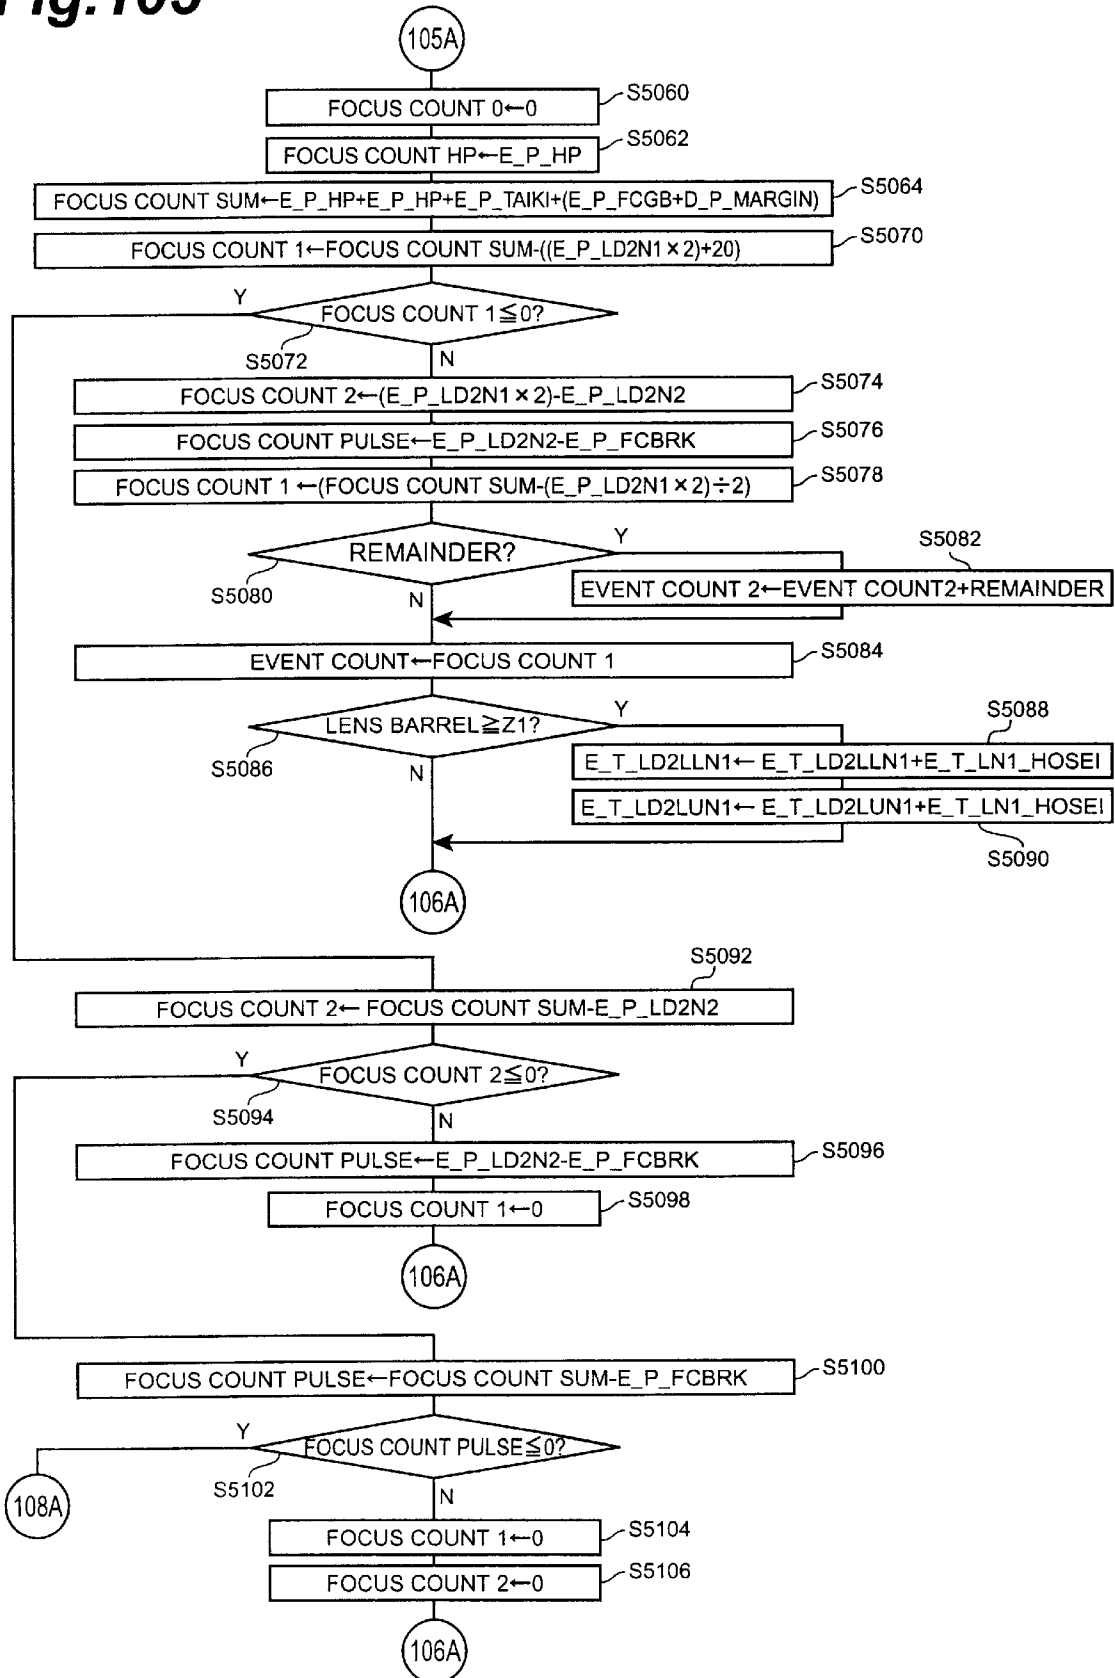 Fig.105
105A
FOCUS COUNT 0←0
S5060
FOCUS COUNT HP←E_P_HP
S5062
FOCUS COUNT SUM←E_P_HP+E_P_HP+E_P_TAIKI+(E_P_FCGB+D_P_MARGIN)
S5064
FOCUS COUNT 1←FOCUS COUNT SUM-((E_P_LD2N1×2)+20)
S5070
Y
FOCUS COUNT 1≦0?
S5072
N
FOCUS COUNT 2←(E_P_LD2N1×2)-E_P_LD2N2
S5074
FOCUS COUNT PULSE←E_P_LD2N2-E_P_FCBRK
S5076
FOCUS COUNT 1 ←(FOCUS COUNT SUM-(E_P_LD2N1×2)÷2)
S5078
REMAINDER?
Y
S5080
S5082
N
EVENT COUNT 2←EVENT COUNT2+REMAINDER
EVENT COUNT←FOCUS COUNT 1
S5084
LENS BARREL≧Z1?
Y
S5086
S5088
N
E_T_LD2LLN1← E_T_LD2LLN1+E_T_LN1_HOSEI
E_T_LD2LUN1← E_T_LD2LUN1+E_T_LN1_HOSEI
S5090
106A
S5092
FOCUS COUNT 2← FOCUS COUNT SUM-E_P_LD2N2
Y
FOCUS COUNT 2≦0?
S5094
N
FOCUS COUNT PULSE←E_P_LD2N2-E_P_FCBRK
S5096
FOCUS COUNT 1←0
S5098
106A
FOCUS COUNT PULSE←FOCUS COUNT SUM-E_P_FCBRK
S5100
Y
FOCUS COUNT PULSE≦0?
S5102
N
108A
FOCUS COUNT 1←0
S5104
FOCUS COUNT 2←0
S5106
106A